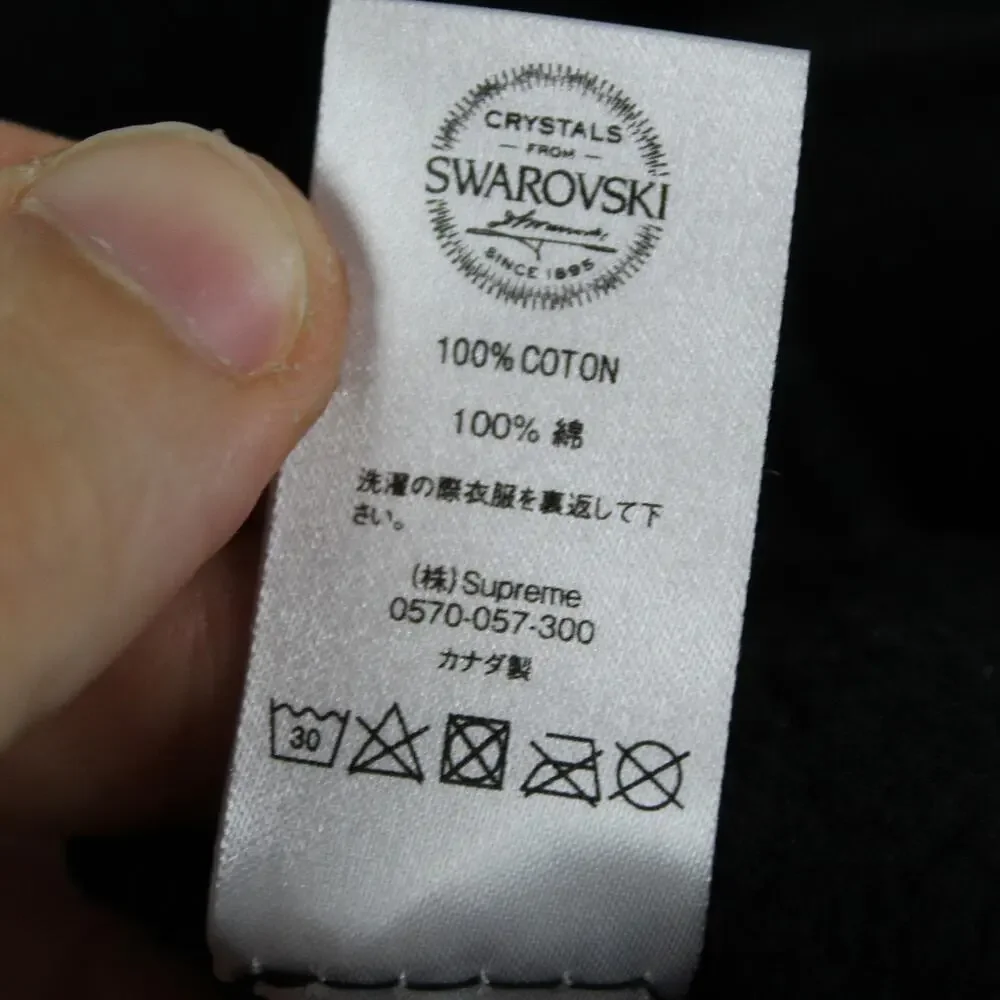 CRYSTALS
— FROM —
SWAROVSKI
SINCE 1895
100% COTON
100% 綿
洗濯の際衣服を裏返して下
さい。
(株)Supreme
0570-057-300
カナダ製
30